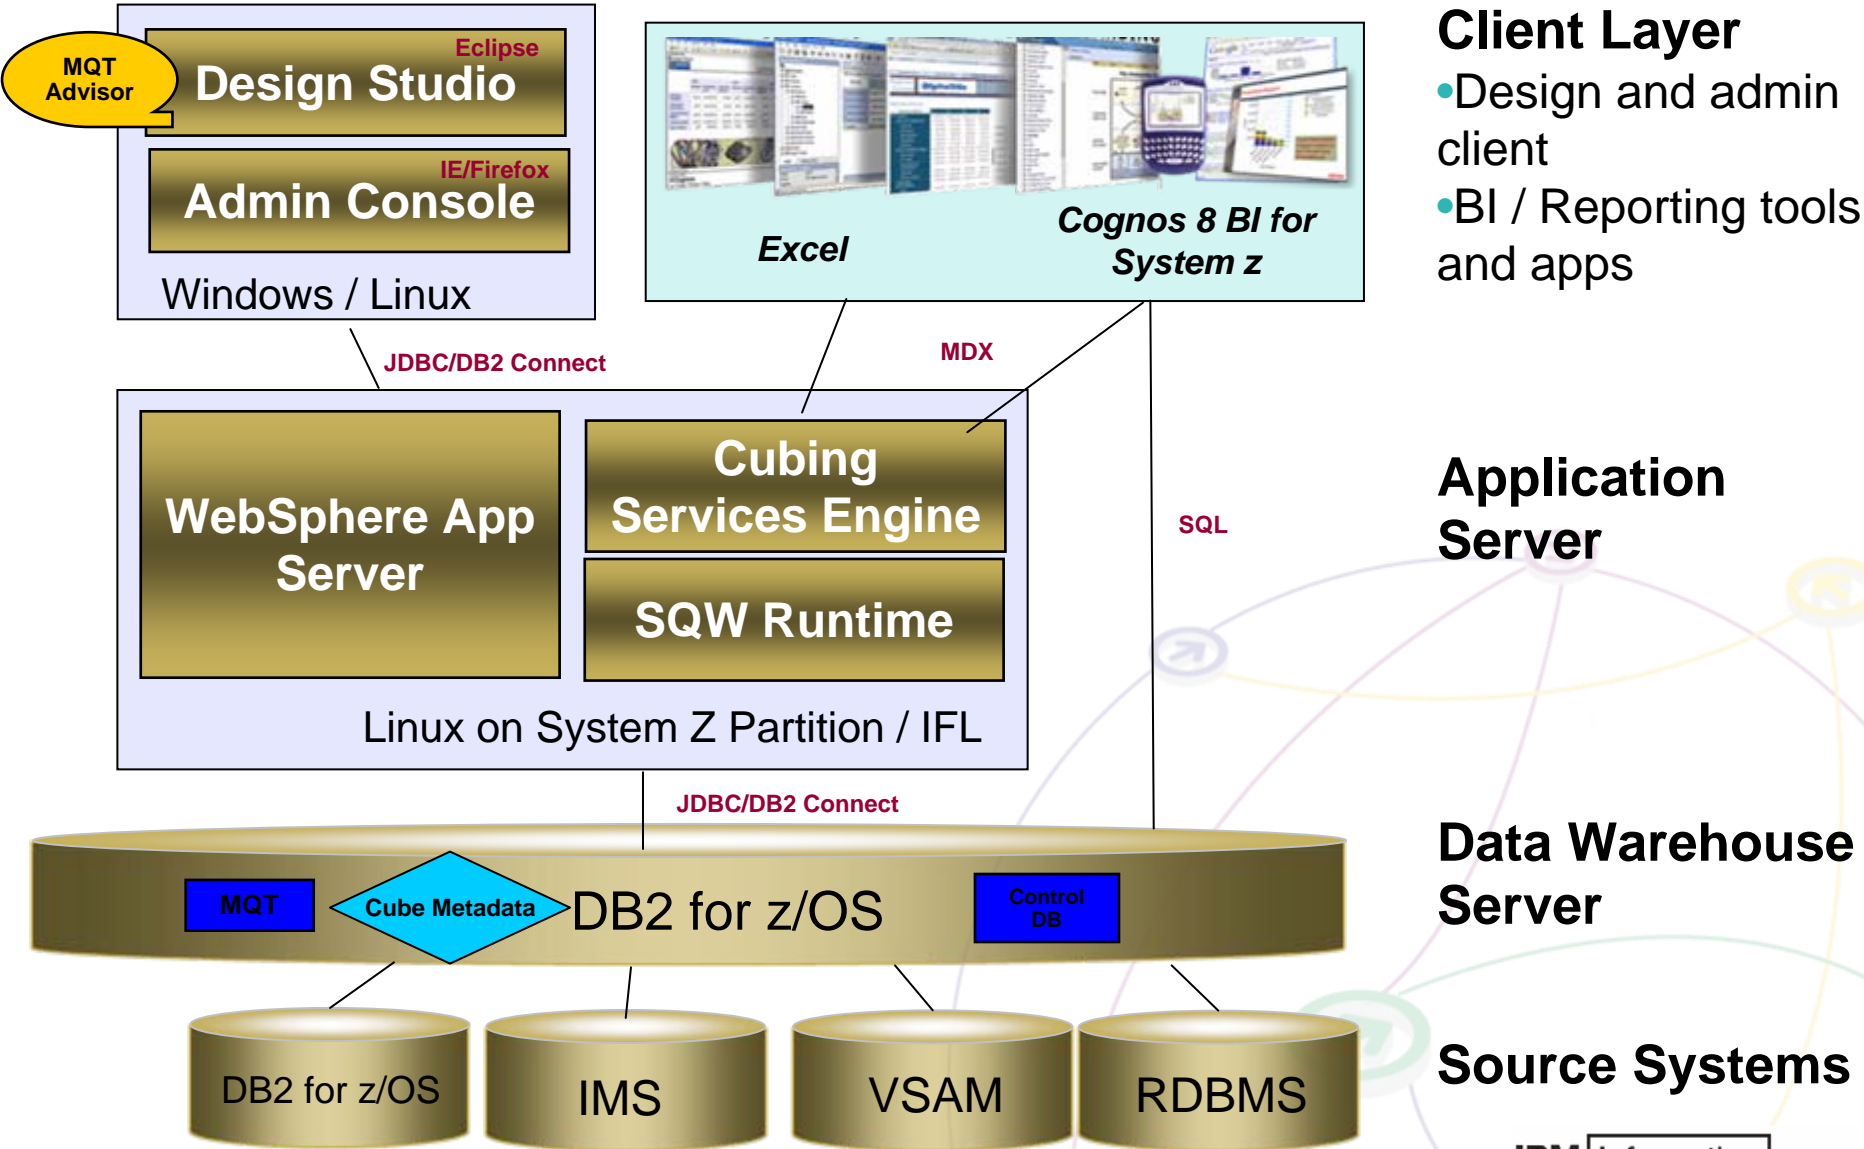 Client Layer
•Design and admin
client
•BI / Reporting tools
and apps
MQT
Advisor
Eclipse
Design Studio
IE/Firefox
Admin Console
Windows / Linux
Excel
Cognos 8 BI for
System z
JDBC/DB2 Connect
MDX
SQL
Application
Server
WebSphere App
Server
Cubing
Services Engine
SQW Runtime
Linux on System Z Partition / IFL
JDBC/DB2 Connect
Data Warehouse
Server
MQT
Cube Metadata
DB2 for z/OS
Control
DB
Source Systems
DB2 for z/OS
IMS
VSAM
RDBMS